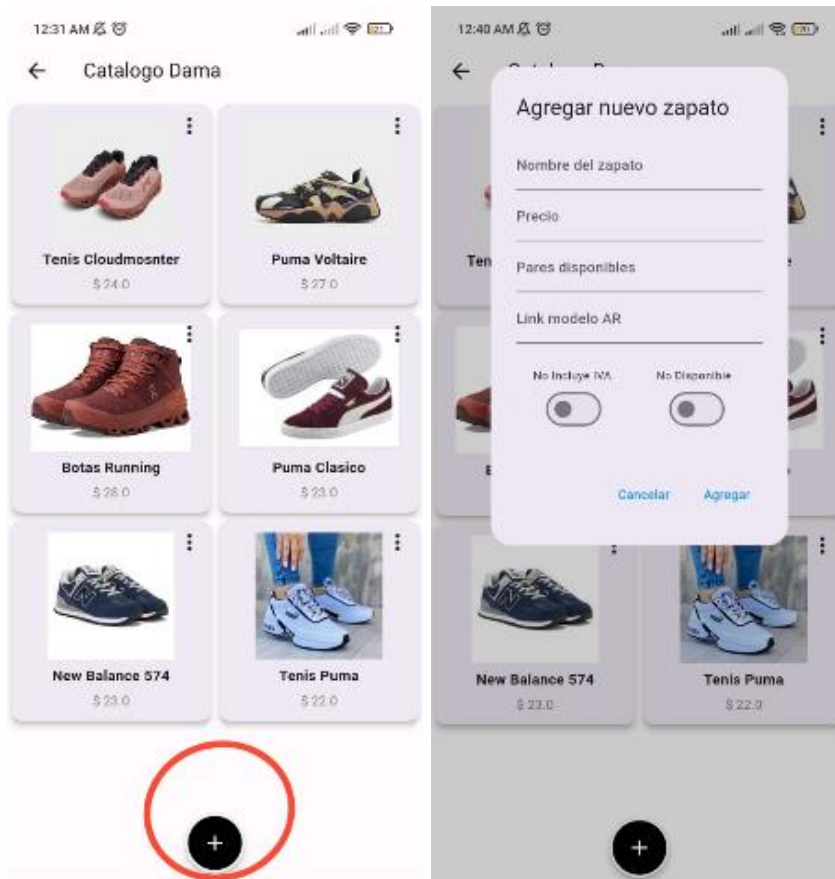 12:31 AM
21
Catalogo Dama
Tenis Cloudmosnter
$ 24.0
Puma Voltaire
$ 27.0
Botas Running
$ 28.0
Puma Clasico
$ 23.0
New Balance 574
$ 23.0
Tenis Puma
$ 22.0
+
12:40 AM
20
Agregar nuevo zapato
Nombre del zapato
Precio
Pares disponibles
Link modelo AR
No Incluye IVA
No Disponible
Cancelar
Agregar
Ten
New Balance 574
$ 23.0
Tenis Puma
$ 22.0
+